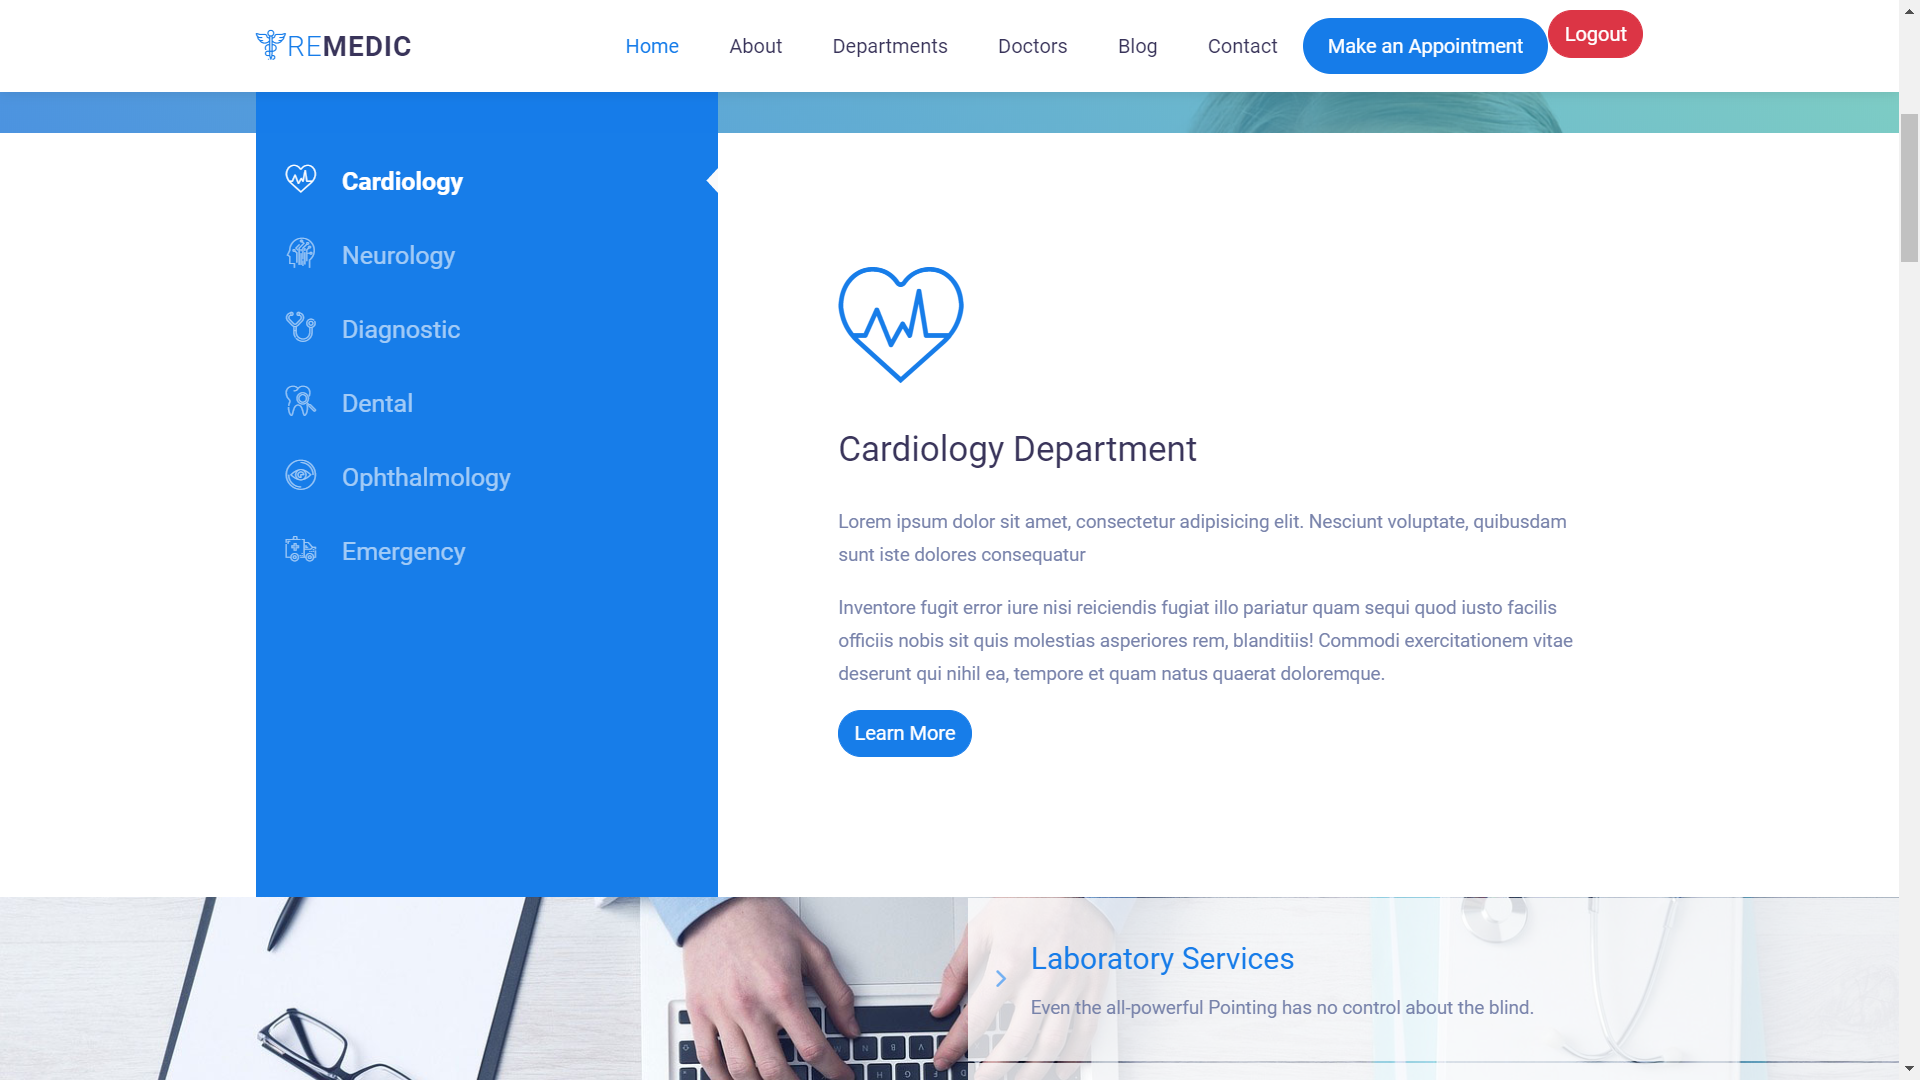 REMEDIC
Home
About
Departments
Doctors
Blog
Contact
Make an Appointment
Logout
Cardiology
Neurology
Diagnostic
Dental
Ophthalmology
Emergency
Cardiology Department
Lorem ipsum dolor sit amet, consectetur adipisicing elit. Nesciunt voluptate, quibusdam
sunt iste dolores consequatur
Inventore fugit error iure nisi reiciendis fugiat illo pariatur quam sequi quod iusto facilis
officiis nobis sit quis molestias asperiores rem, blanditiis! Commodi exercitationem vitae
deserunt qui nihil ea, tempore et quam natus quaerat doloremque.
Learn More
Laboratory Services
Even the all-powerful Pointing has no control about the blind.